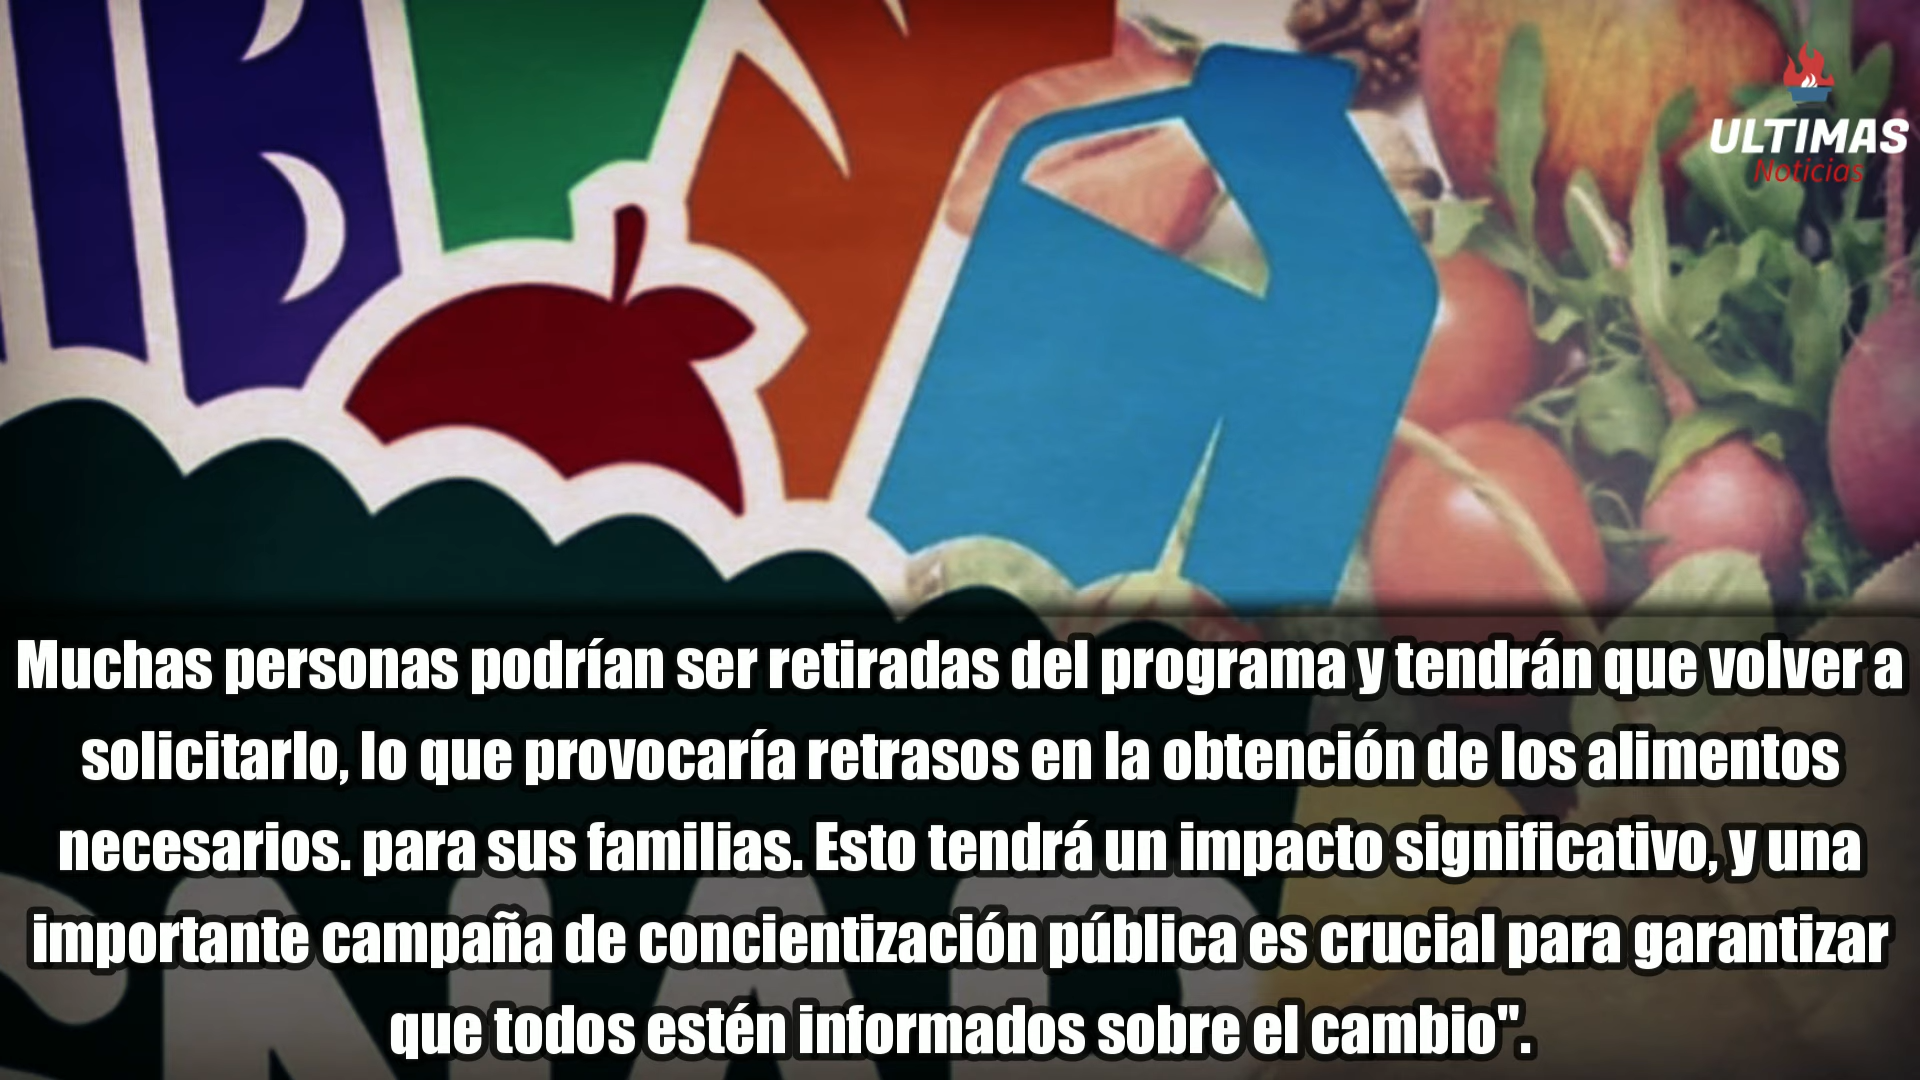 ULTIMAS
Noticias
Muchas personas podrían ser retiradas del programa y tendrán que volver a
solicitarlo, lo que provocaría retrasos en la obtención de los alimentos
necesarios. para sus familias. Esto tendrá un impacto significativo, y una
importante campaña de concientización pública es crucial para garantizar
que todos estén informados sobre el cambio".